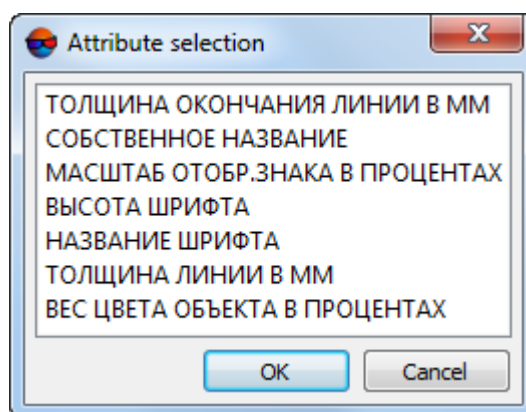 Attribute selection
ТОЛЩИНА ОКОНЧАНИЯ ЛИНИИ В ММ
СОБСТВЕННОЕ НАЗВАНИЕ
МАСШТАБ ОТОБР.ЗНАКА В ПРОЦЕНТАХ
ВЫСОТА ШРИФТА
НАЗВАНИЕ ШРИФТА
ТОЛЩИНА ЛИНИИ В ММ
ВЕС ЦВЕТА ОБЪЕКТА В ПРОЦЕНТАХ
OK Cancel